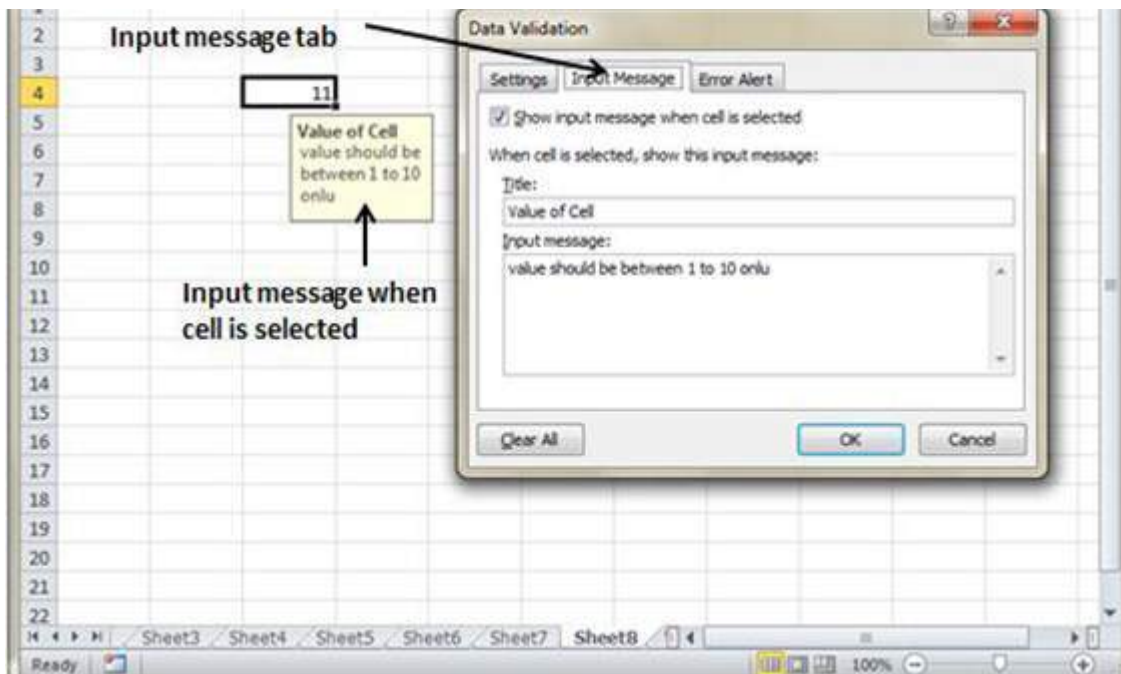 2
Input message tab
Data Validation
3
Settings Input Message Error Alert
4
11
5
Show input message when cell is selected
Value of Cell
6
value should be
When cell is selected, show this input message:
7
between 1 to 10
Title:
8
onlu
Value of Cell
9
Input message:
10
value should be between 1 to 10 onlu
11
Input message when
12
cell is selected
13
14
15
16
Clear All OK Cancel
17
18
19
20
21
22
Sheet3 Sheet4 Sheet5 Sheet6 Sheet7 Sheet8
Ready 100%